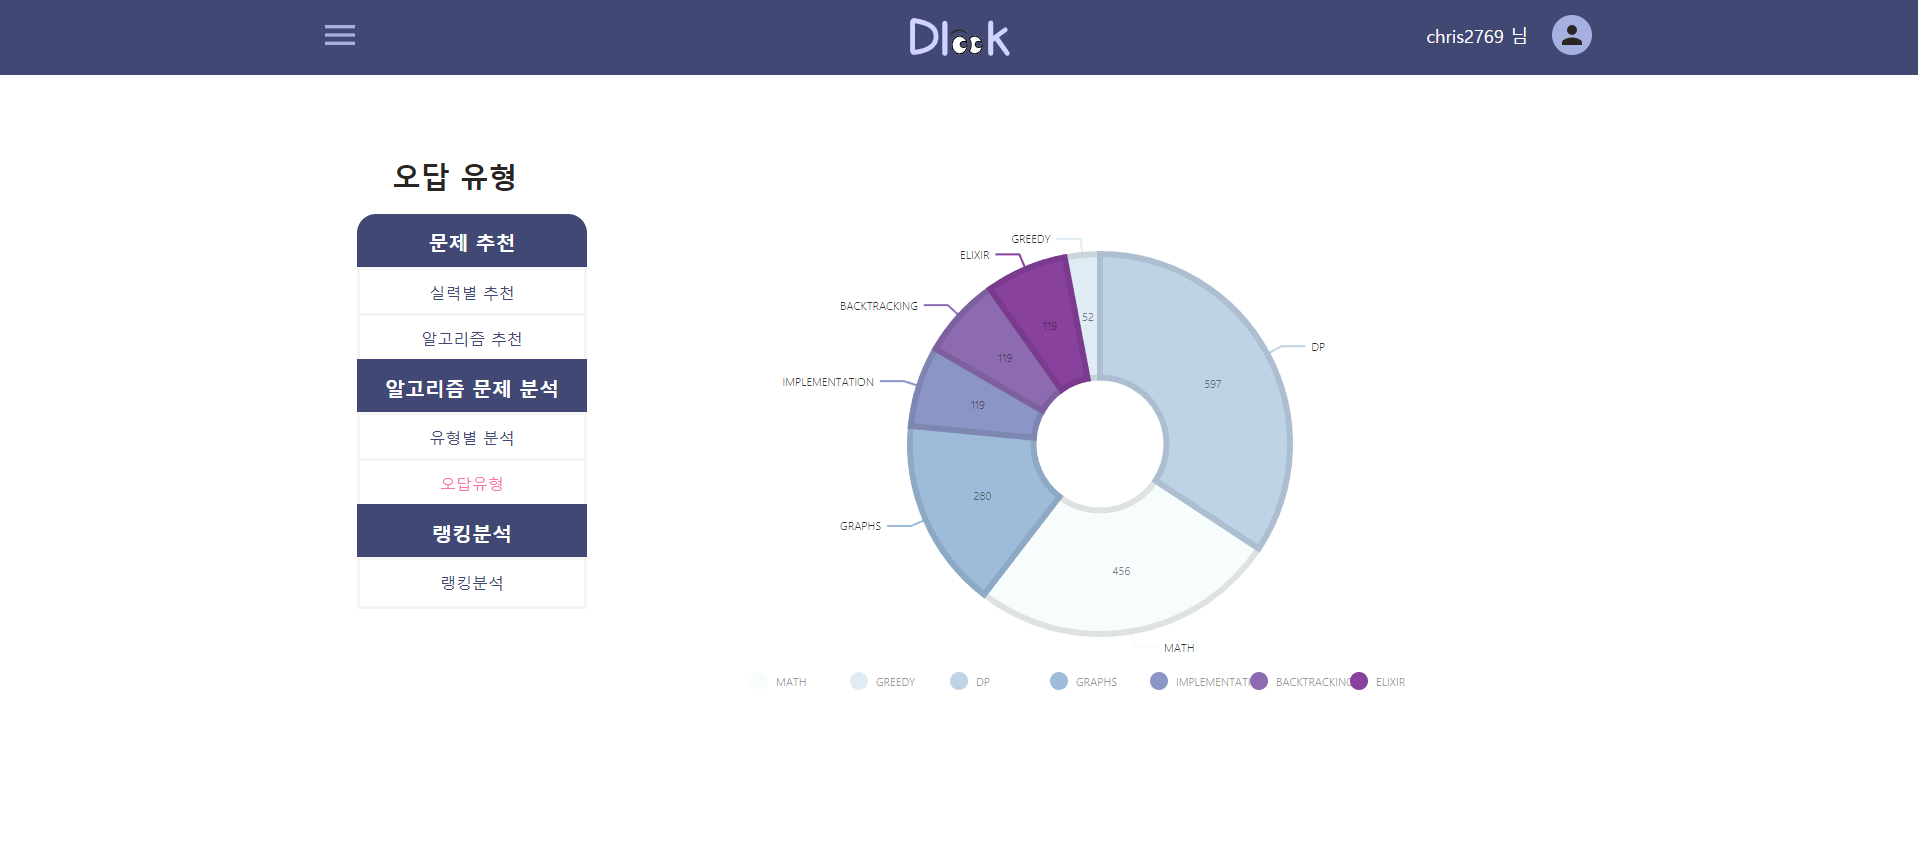 Dlook
chris2769 님
오답 유형
문제 추천
실력별 추천
알고리즘 추천
알고리즘 문제 분석
유형별 분석
오답유형
랭킹분석
랭킹분석
GREEDY
ELIXIR
BACKTRACKING
IMPLEMENTATION
GRAPHS
DP
MATH
52
119
119
119
280
597
456
MATH GREEDY DP GRAPHS IMPLEMENTATI BACKTRACKING ELIXIR